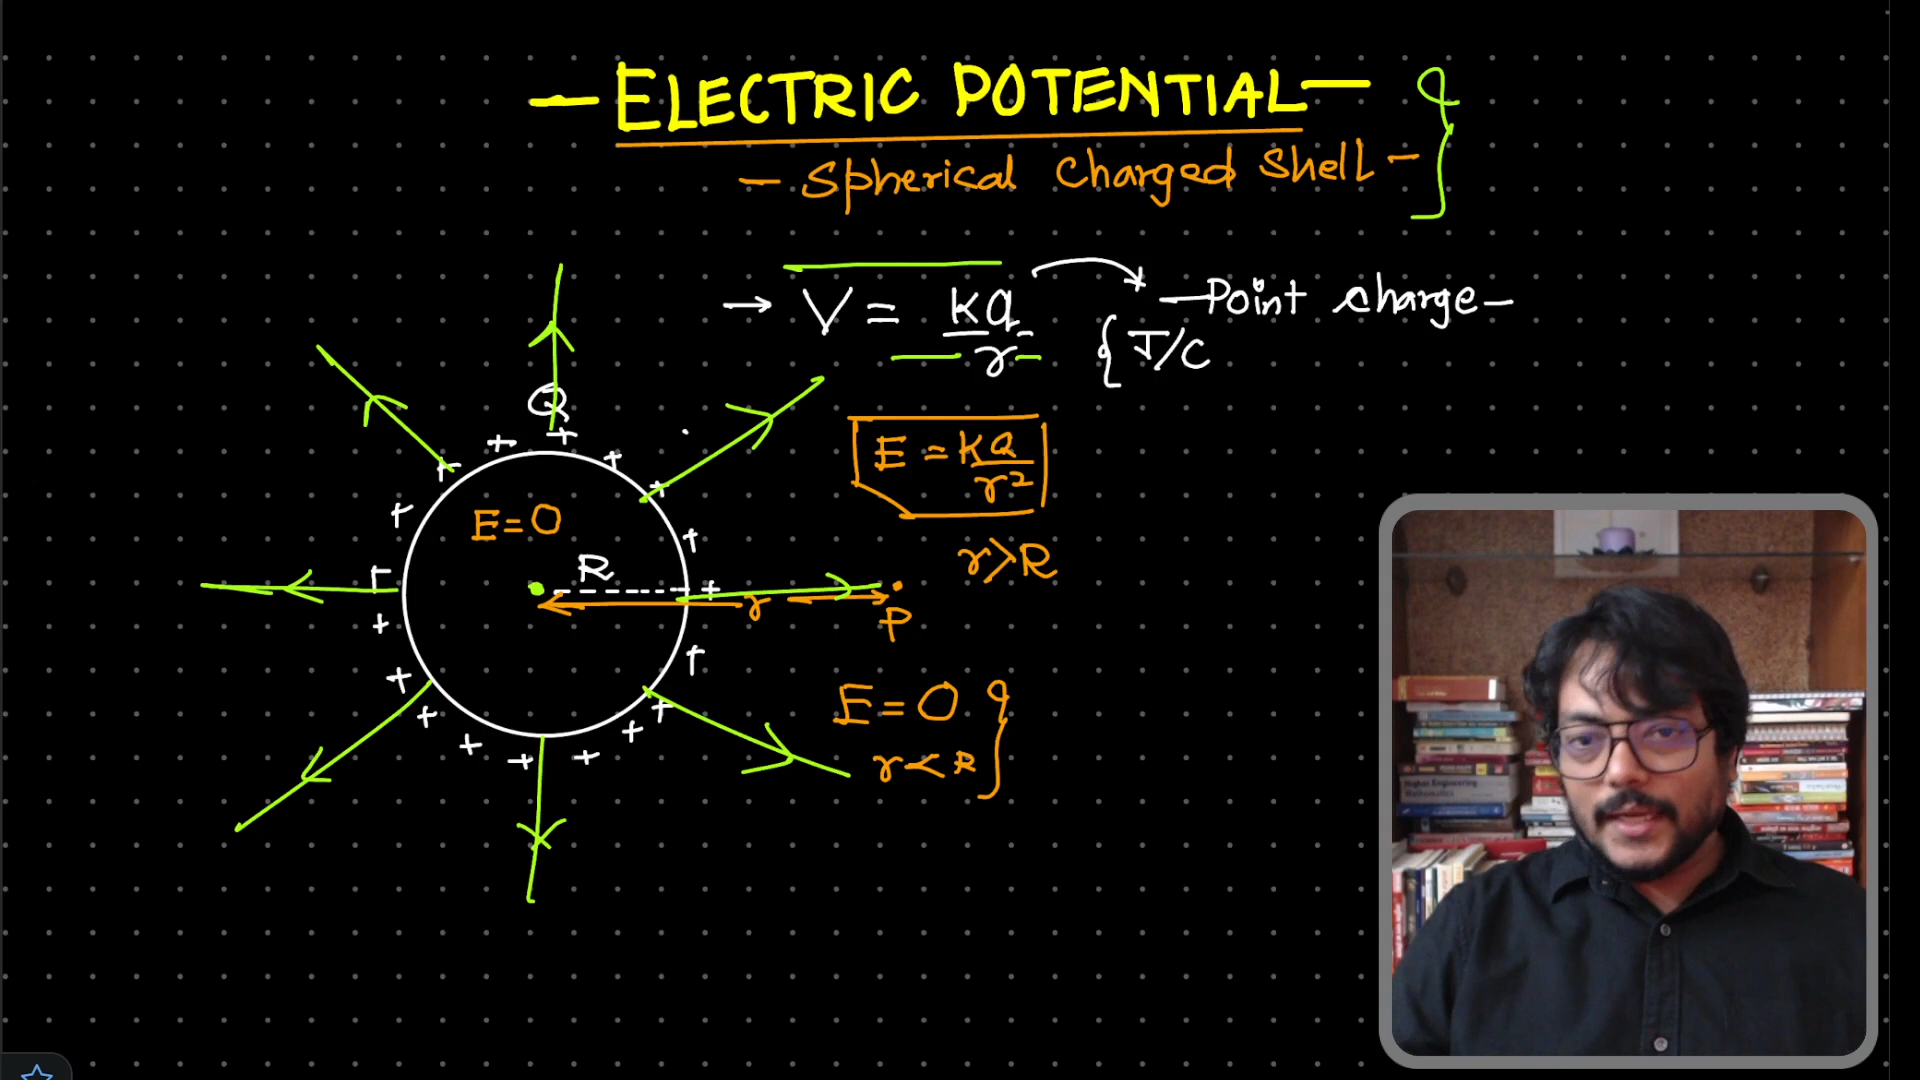 — ELECTRIC POTENTIAL —
- Spherical Charged Shell -
→ V = kQ/r
— Point charge —
{ J/C
Q
E = kQ/r²
E = 0
r > R
R
r
P
E = 0
r < R